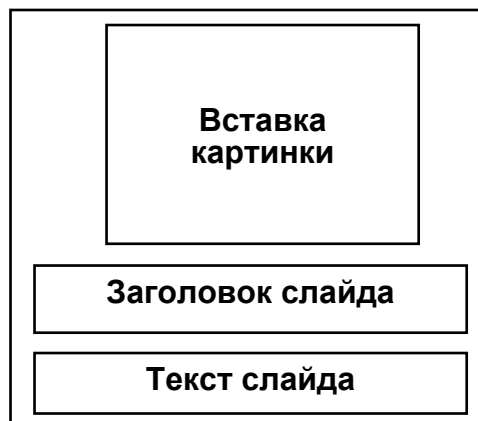 Вставка
картинки
Заголовок слайда
Текст слайда